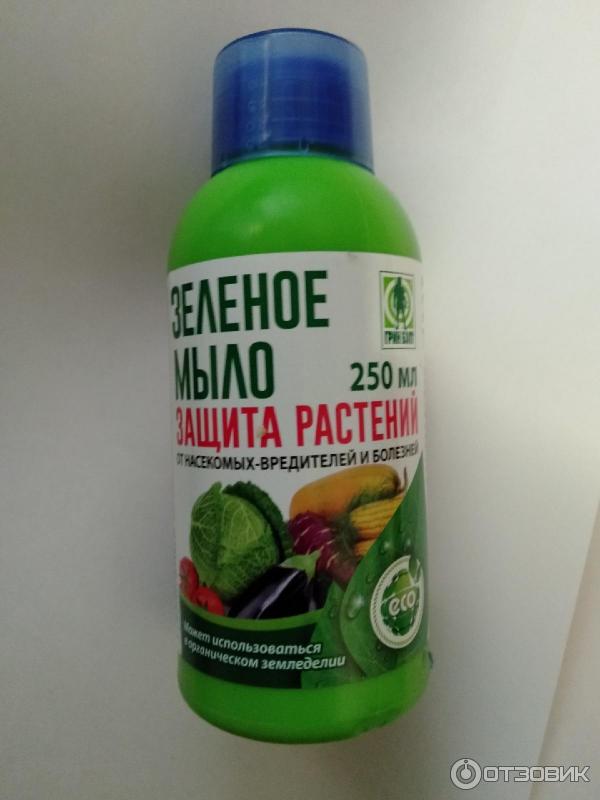 ЗЕЛЕНОЕ
МЫЛО
ГРИН БЭЛТ
250 МЛ
ЗАЩИТА РАСТЕНИЙ
ОТ НАСЕКОМЫХ-ВРЕДИТЕЛЕЙ И БОЛЕЗНЕЙ
eco
Может использоваться
в органическом земледелии
ОТЗОВИК